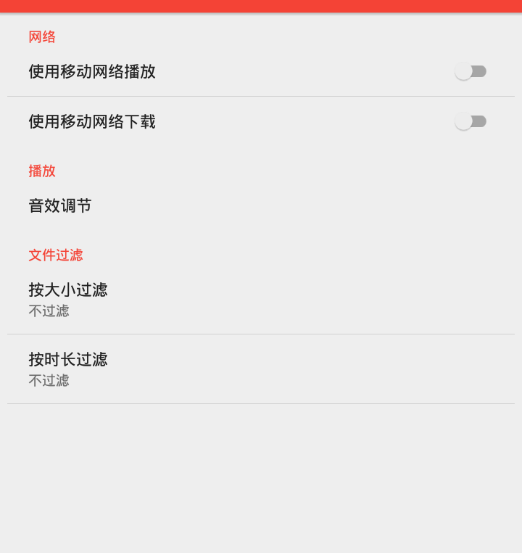 网络
使用移动网络播放
使用移动网络下载
播放
音效调节
文件过滤
按大小过滤
不过滤
按时长过滤
不过滤